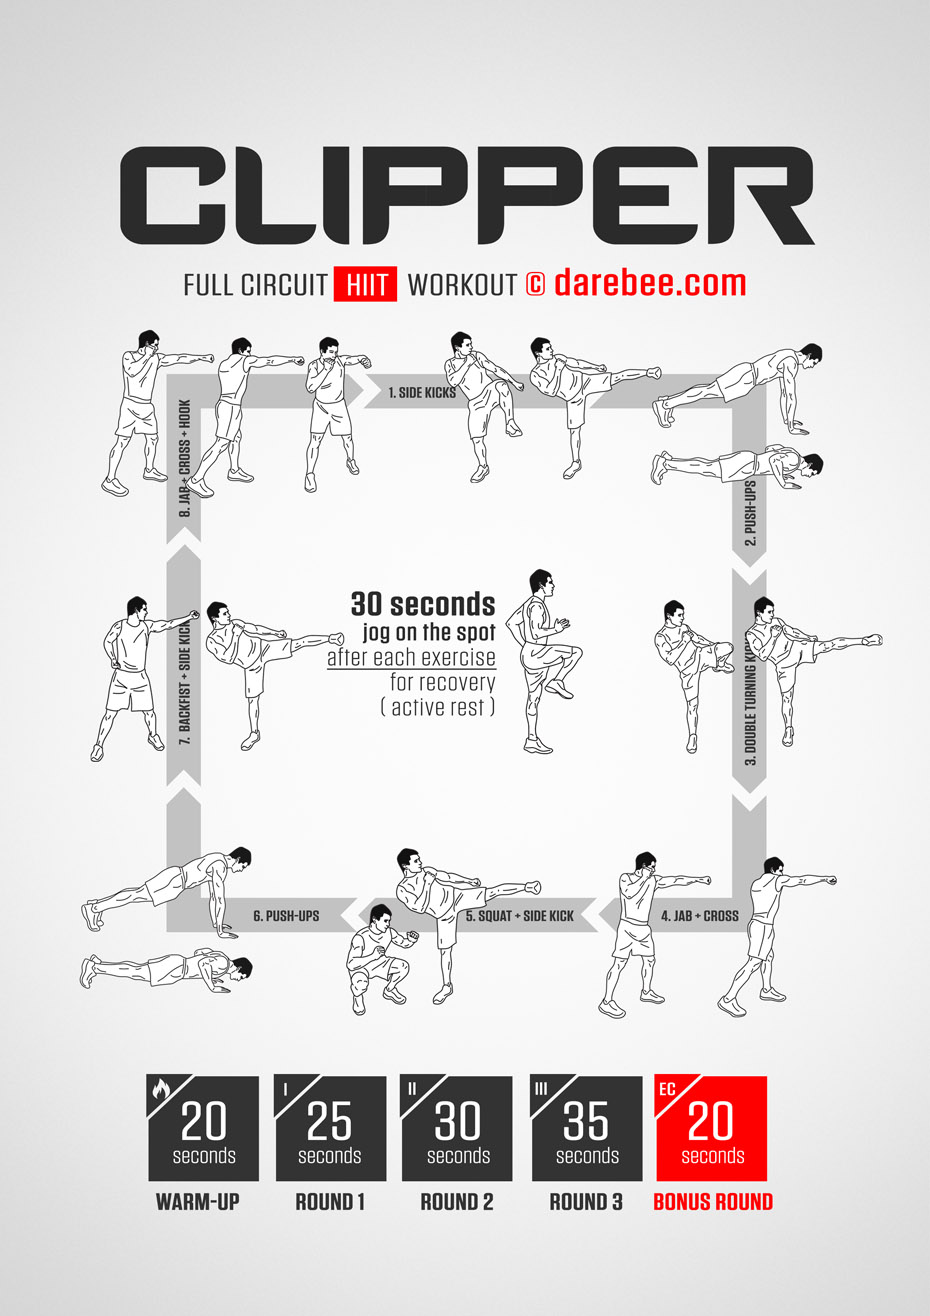 CLIPPER
FULL CIRCUIT HIIT WORKOUT © darebee.com
1. SIDE KICKS
2. PUSH-UPS
3. DOUBLE TURNING KICK
4. JAB + CROSS
5. SQUAT + SIDE KICK
6. PUSH-UPS
7. BACKFIST + SIDE KICK
8. JAB + CROSS + HOOK
30 seconds
jog on the spot
after each exercise
for recovery
( active rest )
20
seconds
WARM-UP
I
25
seconds
ROUND 1
II
30
seconds
ROUND 2
III
35
seconds
ROUND 3
EC
20
seconds
BONUS ROUND